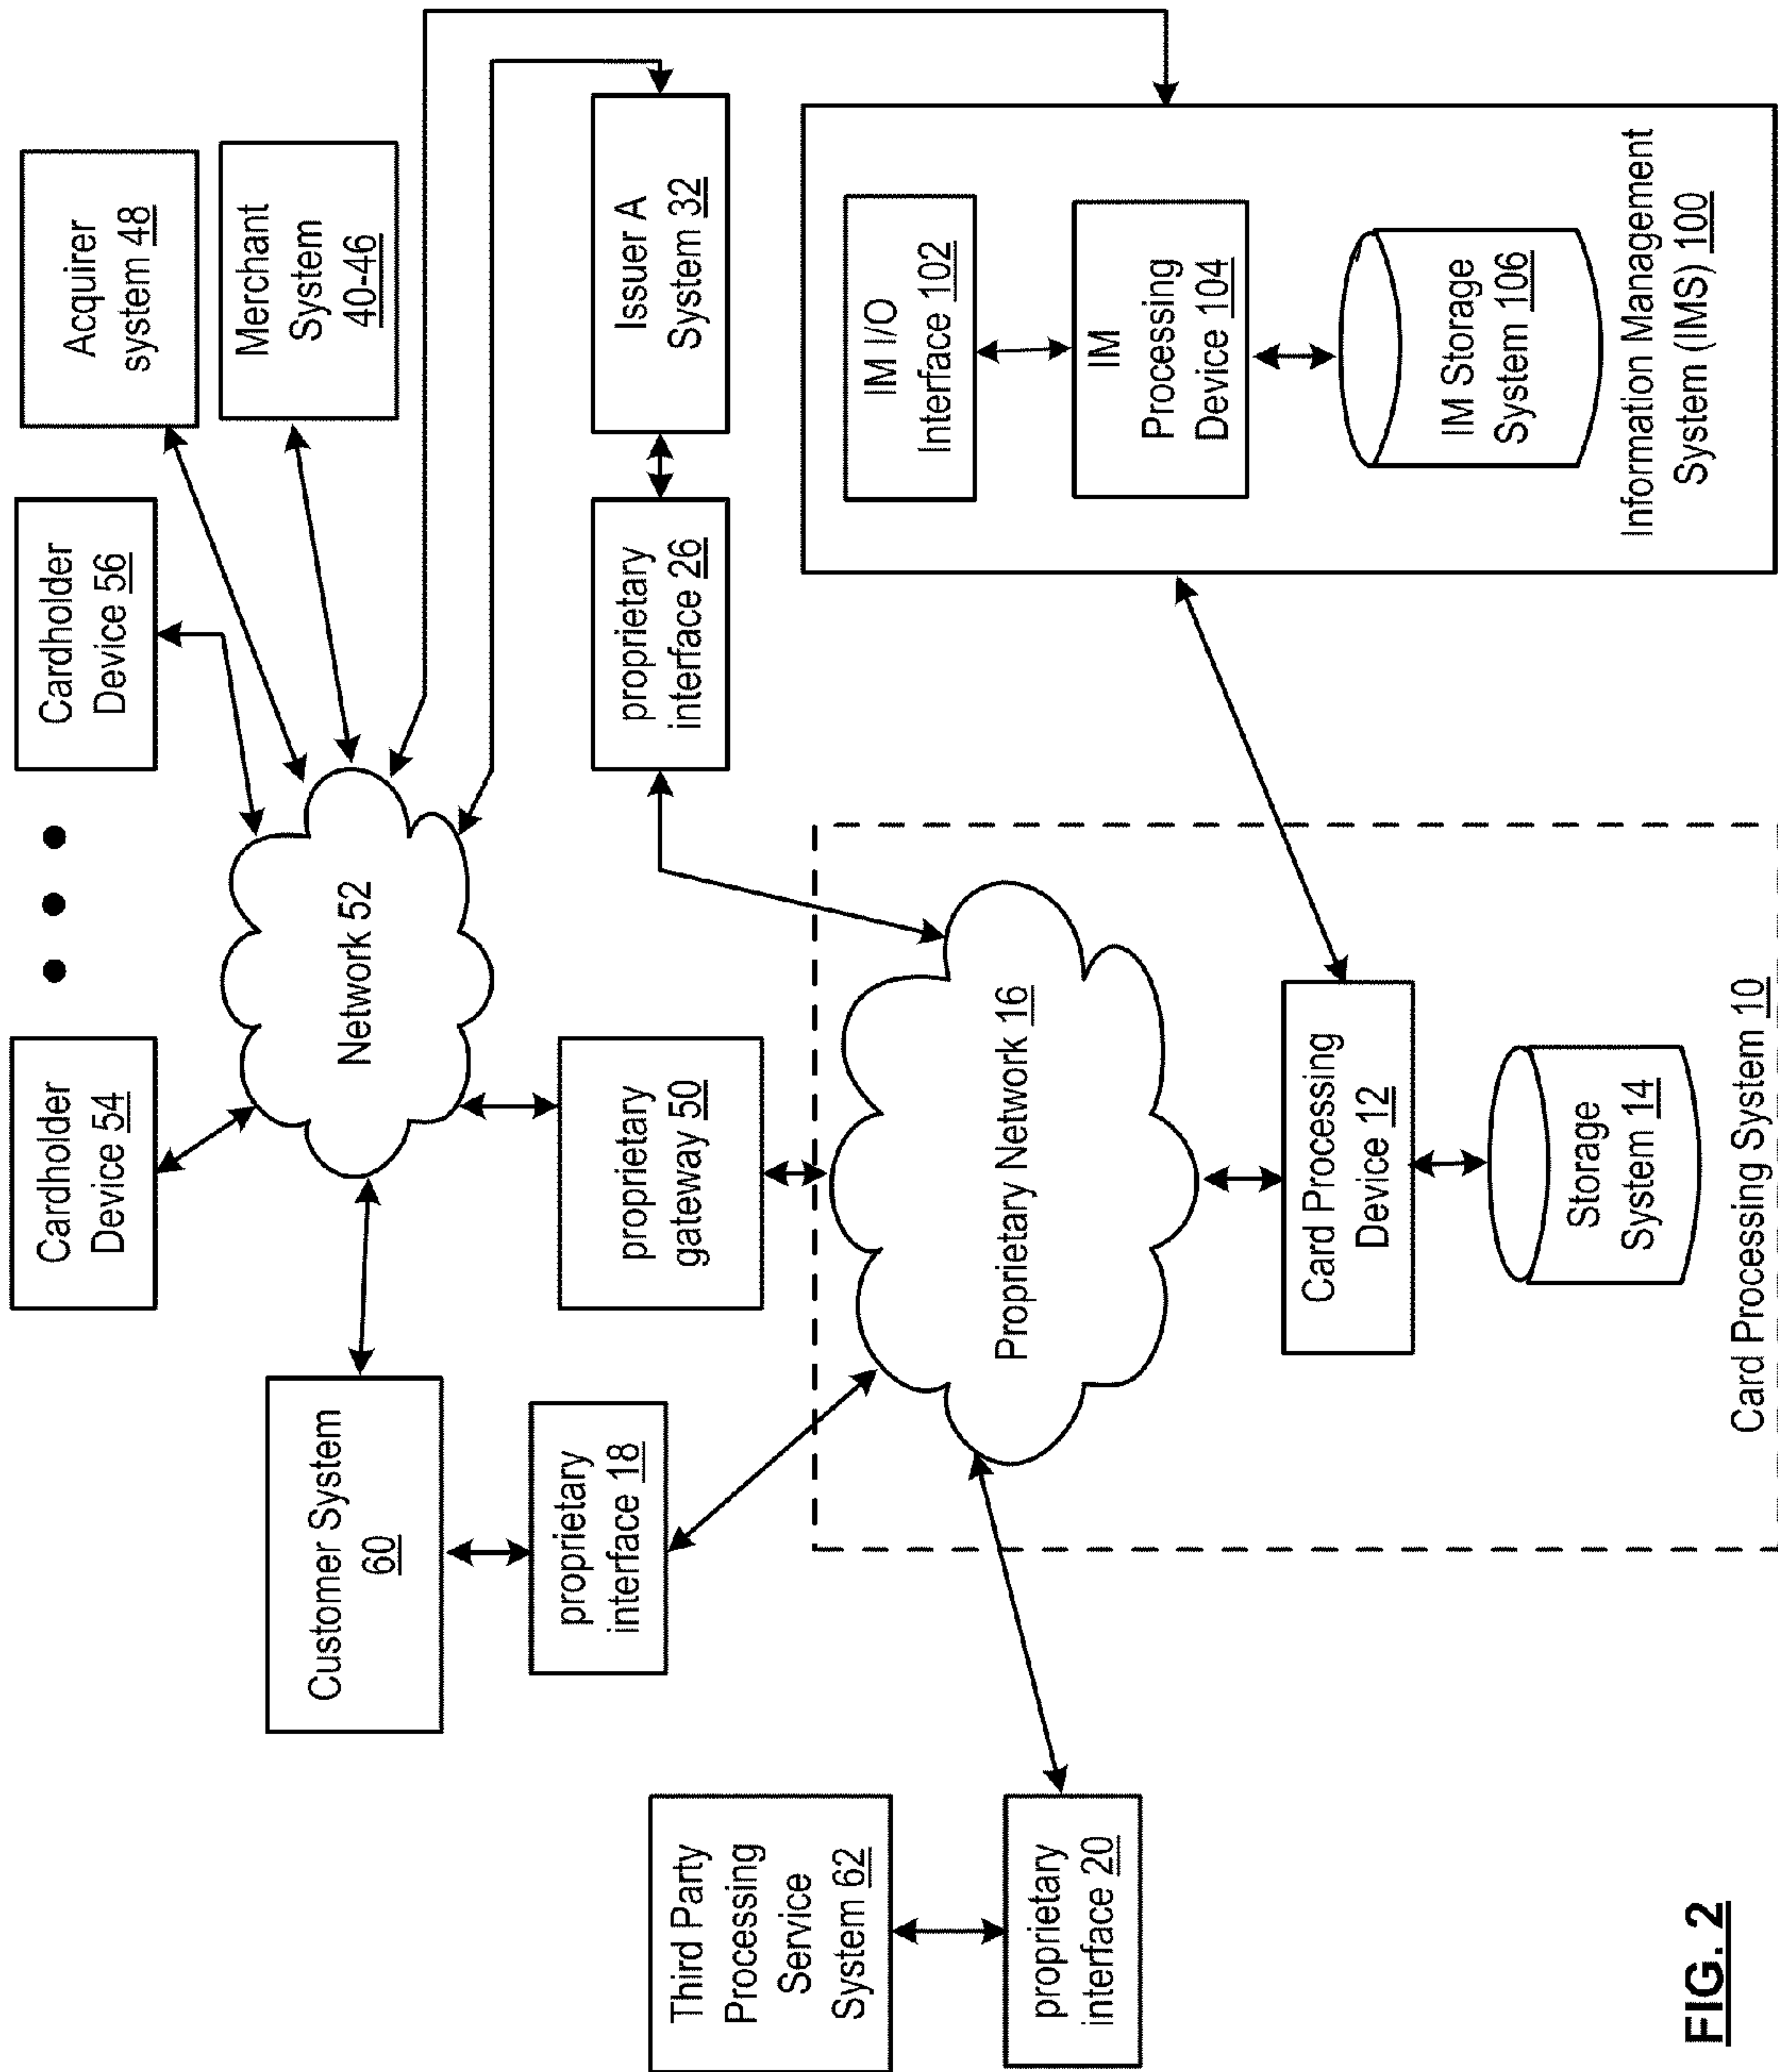 Cardholder
Device 54
Cardholder
Device 56
Acquirer
system 48
Merchant
System
40-46
Network 52
Customer System
60
proprietary
interface 18
proprietary
gateway 50
proprietary
interface 26
Issuer A
System 32
Third Party
Processing
Service
System 62
proprietary
interface 20
Proprietary Network 16
Card Processing
Device 12
Storage
System 14
Card Processing System 10
IM I/O
Interface 102
IM
Processing
Device 104
IM Storage
System 106
Information Management
System (IMS) 100
FIG. 2